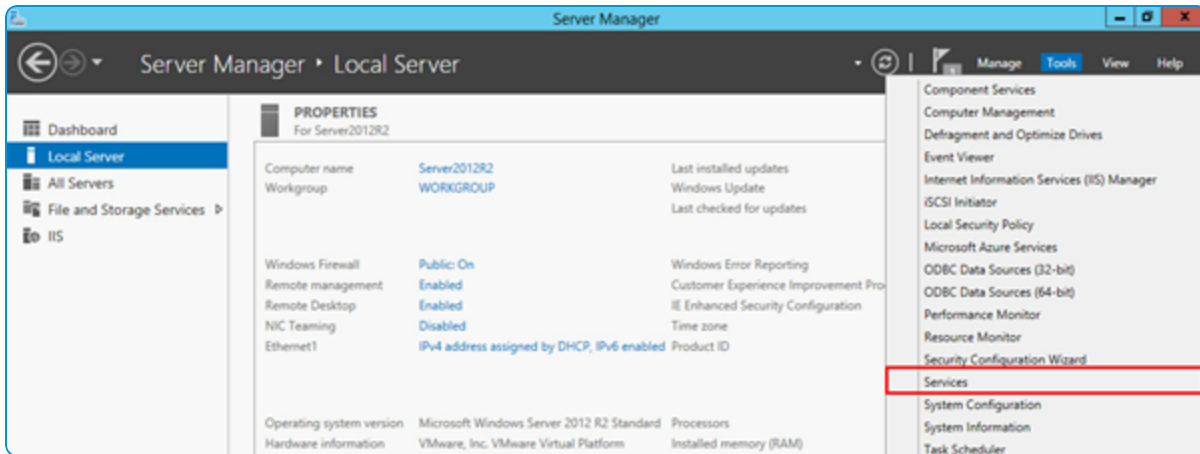 Server Manager
Server Manager • Local Server
Manage Tools View Help
Dashboard
Local Server
All Servers
File and Storage Services
IIS
PROPERTIES
For Server2012R2
Computer name Server2012R2 Last installed updates
Workgroup WORKGROUP Windows Update
Last checked for updates
Windows Firewall Public: On Windows Error Reporting
Remote management Enabled Customer Experience Improvement Pro
Remote Desktop Enabled IE Enhanced Security Configuration
NIC Teaming Disabled Time zone
Ethernet1 IPv4 address assigned by DHCP, IPv6 enabled Product ID
Operating system version Microsoft Windows Server 2012 R2 Standard Processors
Hardware information VMware, Inc. VMware Virtual Platform Installed memory (RAM)
Component Services
Computer Management
Defragment and Optimize Drives
Event Viewer
Internet Information Services (IIS) Manager
iSCSI Initiator
Local Security Policy
Microsoft Azure Services
ODBC Data Sources (32-bit)
ODBC Data Sources (64-bit)
Performance Monitor
Resource Monitor
Security Configuration Wizard
Services
System Configuration
System Information
Task Scheduler